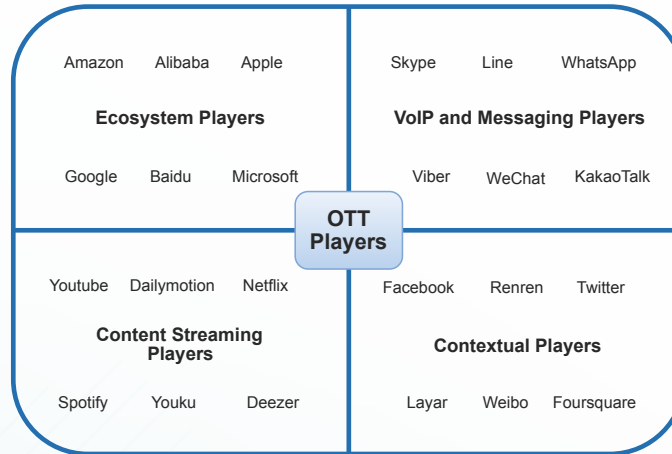 Amazon Alibaba Apple
Ecosystem Players
Google Baidu Microsoft
Skype Line WhatsApp
VoIP and Messaging Players
Viber WeChat KakaoTalk
OTT
Players
Youtube Dailymotion Netflix
Content Streaming
Players
Spotify Youku Deezer
Facebook Renren Twitter
Contextual Players
Layar Weibo Foursquare